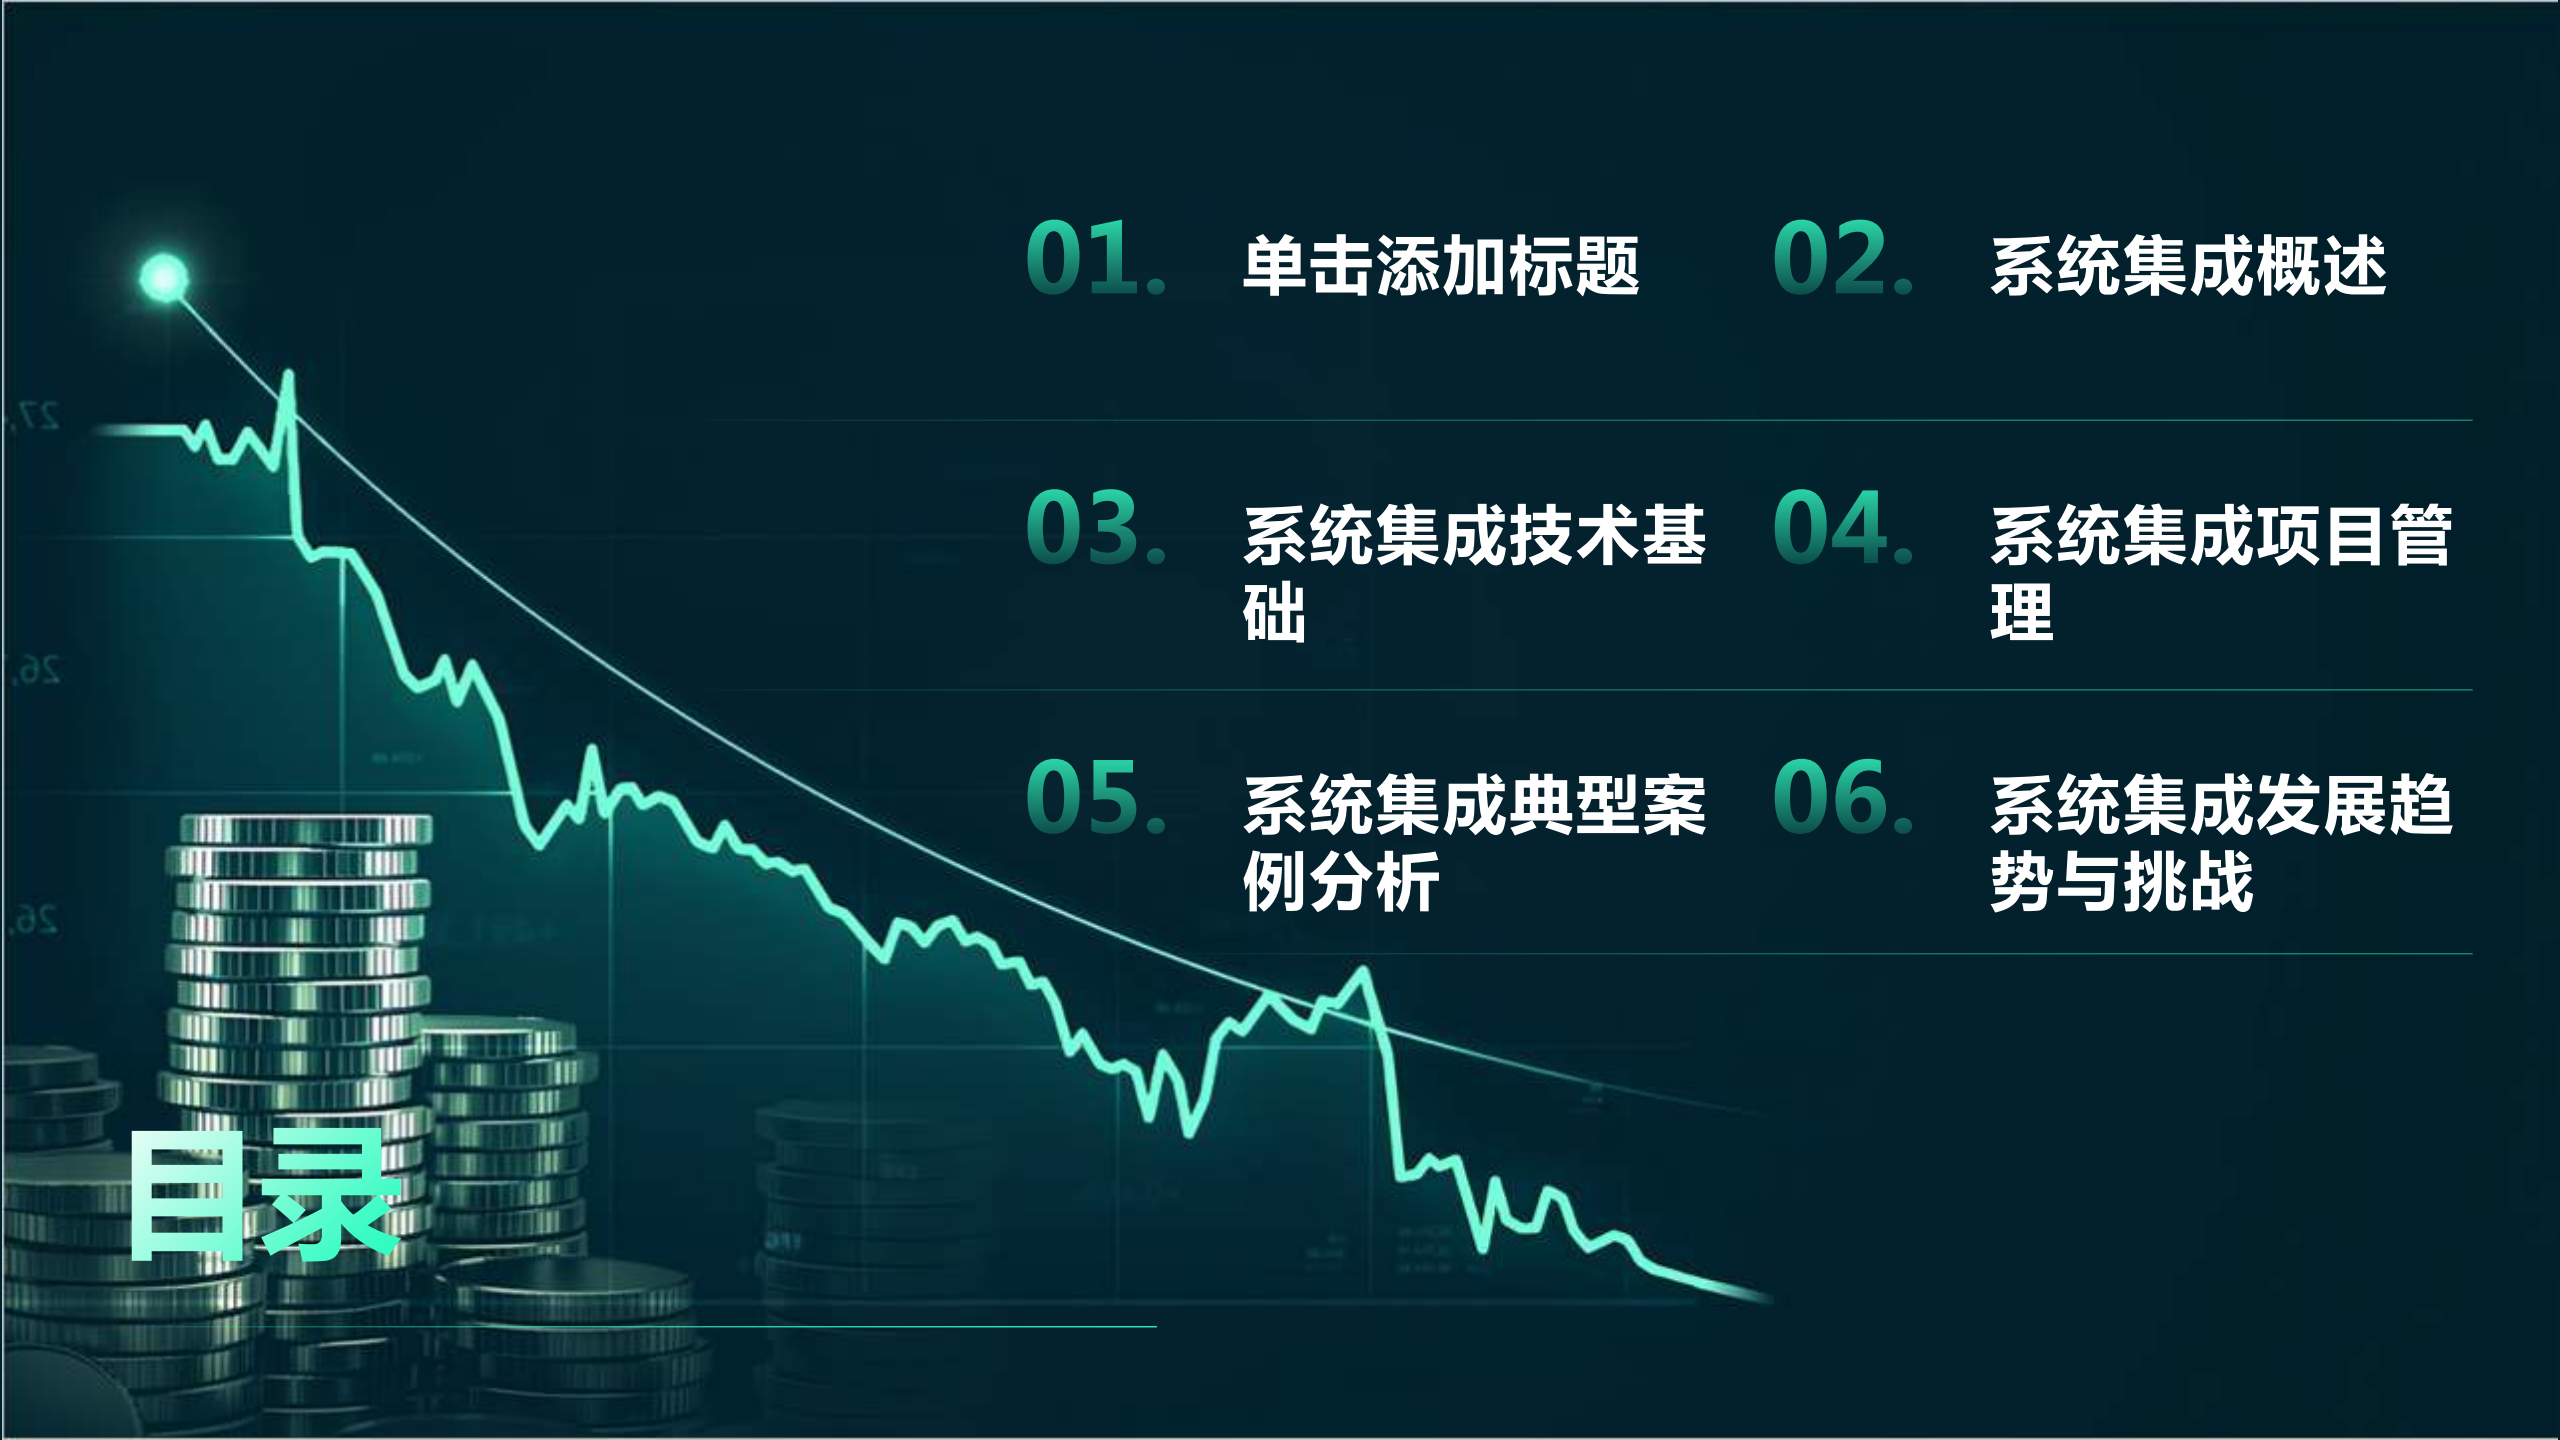 01. 单击添加标题
02. 系统集成概述
03. 系统集成技术基
础
04. 系统集成项目管
理
05. 系统集成典型案
例分析
06. 系统集成发展趋
势与挑战
目录